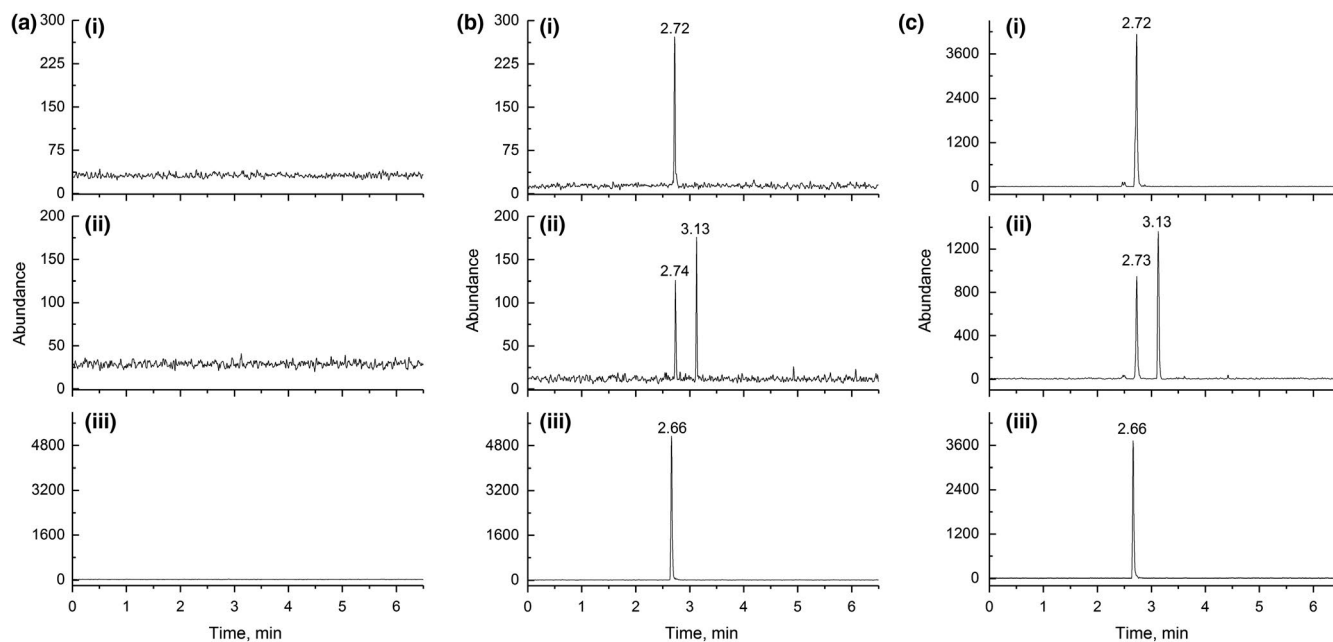 (a)
(i)
300
225
150
75
0
(ii)
200
150
100
50
0
Abundance
(iii)
4800
3200
1600
0
0 1 2 3 4 5 6
Time, min
(b)
(i)
2.72
300
225
150
75
0
(ii)
3.13
2.74
200
150
100
50
0
Abundance
(iii)
2.66
4800
3200
1600
0
0 1 2 3 4 5 6
Time, min
(c)
(i)
2.72
3600
2400
1200
0
(ii)
3.13
2.73
1200
800
400
0
Abundance
(iii)
2.66
3600
2400
1200
0
0 1 2 3 4 5 6
Time, min